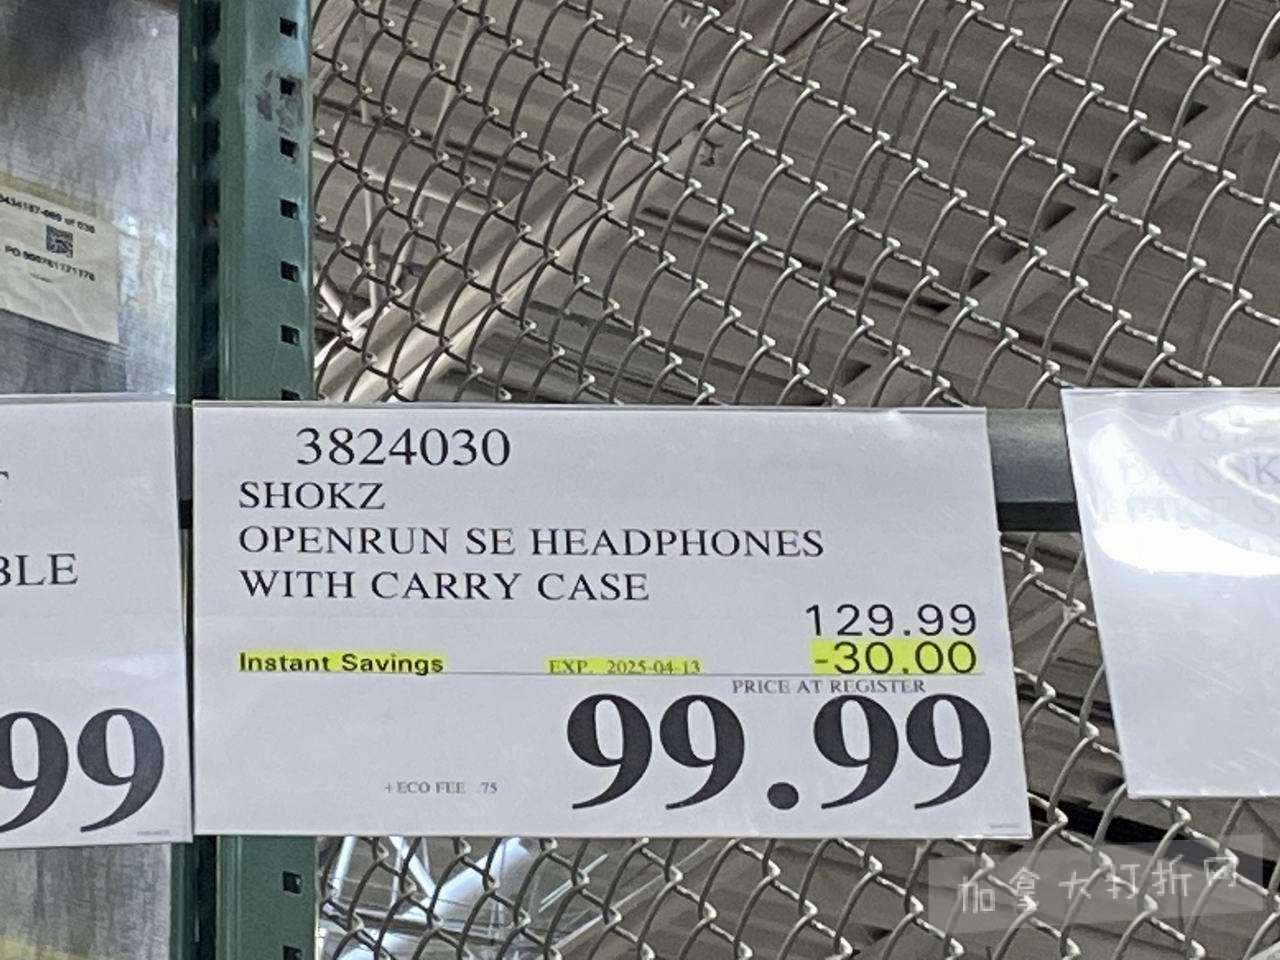 PO
3824030
SHOKZ
OPENRUN SE HEADPHONES
WITH CARRY CASE
129.99
Instant Savings EXP. 2025-04-13 -30.00
PRICE AT REGISTER
99.99
+ECO FEE .75
BLE
99
加拿大打折网